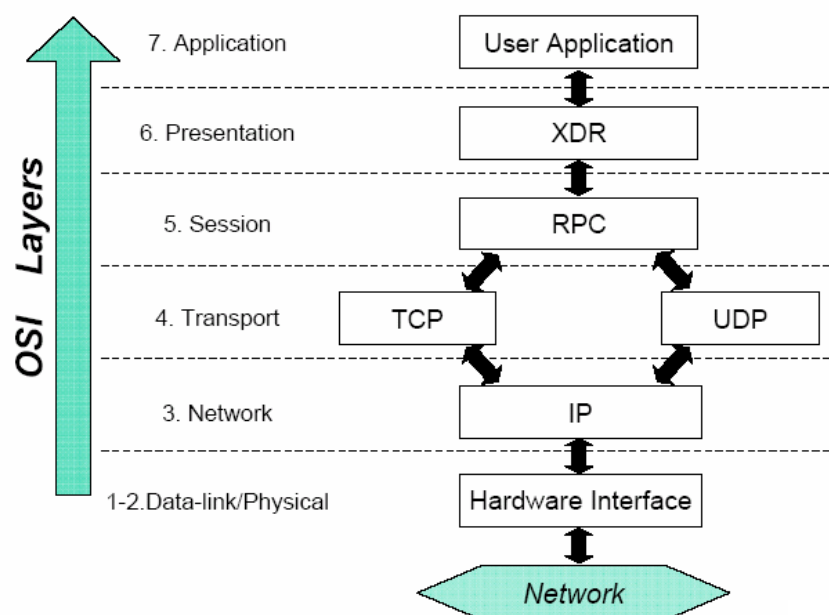 7. Application
User Application
6. Presentation
XDR
5. Session
RPC
OSI Layers
4. Transport
TCP
UDP
3. Network
IP
1-2.Data-link/Physical
Hardware Interface
Network